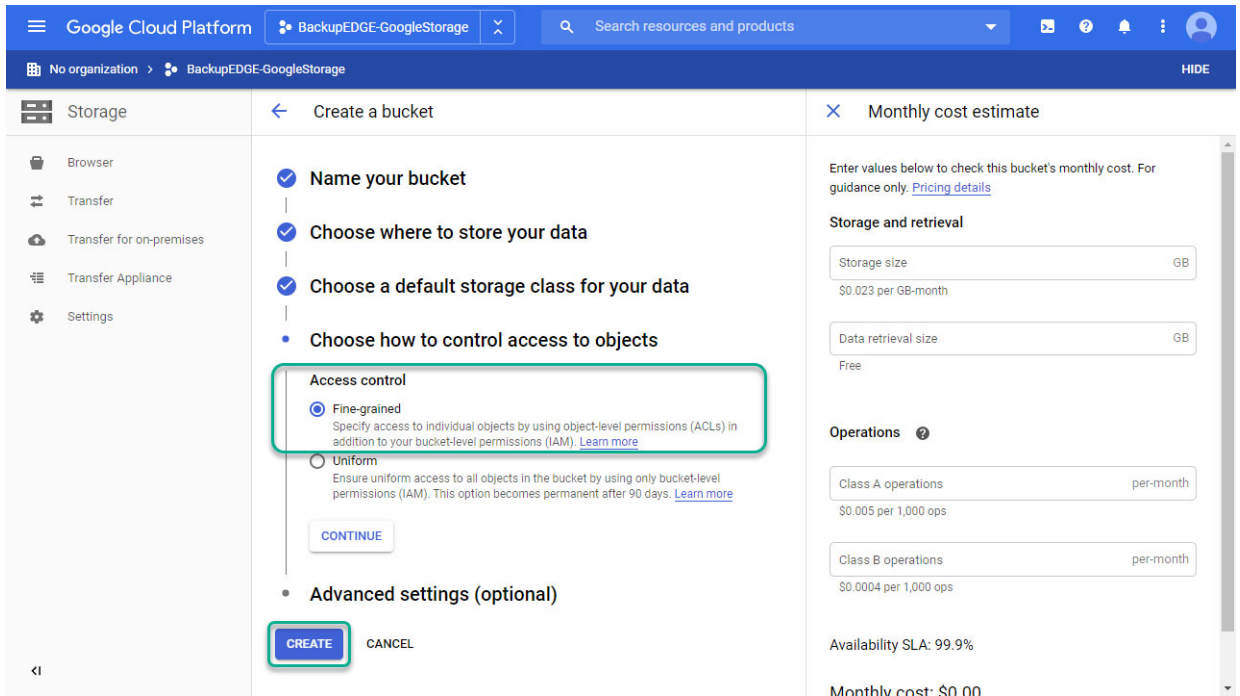 Google Cloud Platform
BackupEDGE-GoogleStorage
Search resources and products
No organization
BackupEDGE-GoogleStorage
HIDE
Storage
Browser
Transfer
Transfer for on-premises
Transfer Appliance
Settings
Create a bucket
Name your bucket
Choose where to store your data
Choose a default storage class for your data
Choose how to control access to objects
Access control
Fine-grained
Specify access to individual objects by using object-level permissions (ACLs) in
addition to your bucket-level permissions (IAM). Learn more
Uniform
Ensure uniform access to all objects in the bucket by using only bucket-level
permissions (IAM). This option becomes permanent after 90 days. Learn more
CONTINUE
Advanced settings (optional)
CREATE
CANCEL
Monthly cost estimate
Enter values below to check this bucket's monthly cost. For
guidance only. Pricing details
Storage and retrieval
Storage size GB
$0.023 per GB-month
Data retrieval size GB
Free
Operations
Class A operations per-month
$0.005 per 1,000 ops
Class B operations per-month
$0.0004 per 1,000 ops
Availability SLA: 99.9%
Monthly cost: $0.00